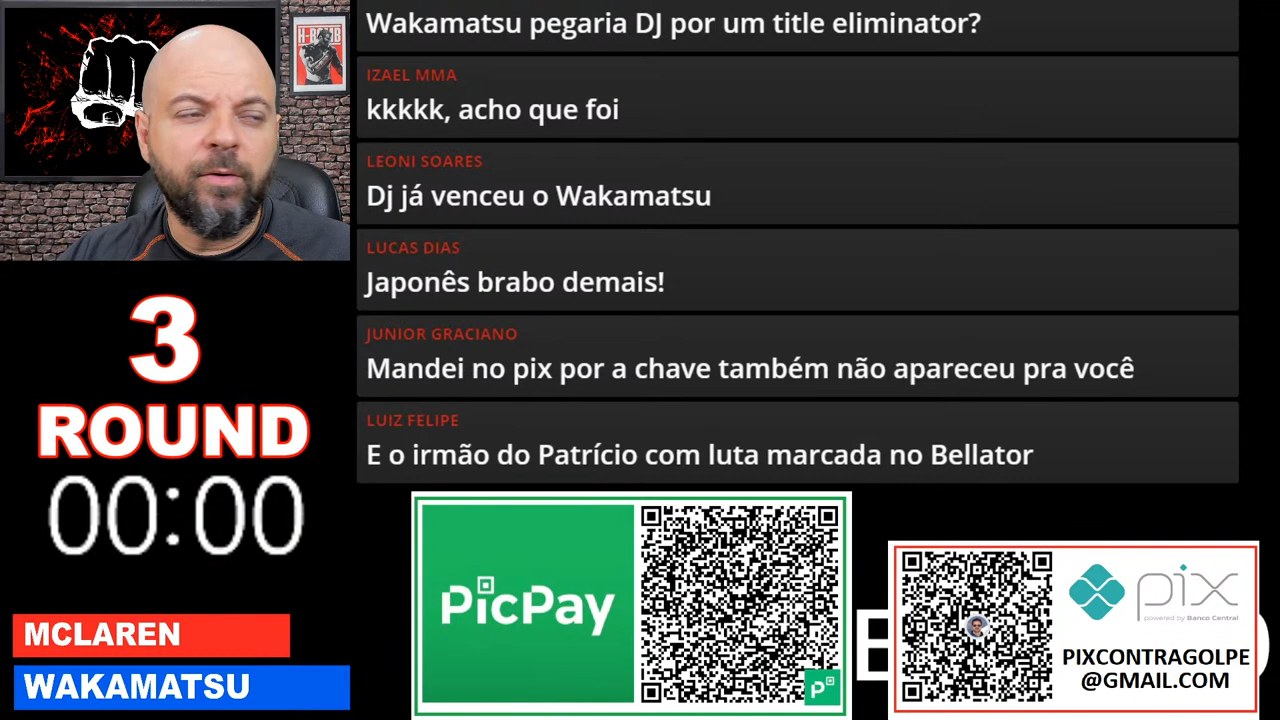 H-BOMB
Wakamatsu pegaria DJ por um title eliminator?
IZAEL MMA
kkkkk, acho que foi
LEONI SOARES
Dj já venceu o Wakamatsu
LUCAS DIAS
Japonês brabo demais!
JUNIOR GRACIANO
Mandei no pix por a chave também não apareceu pra você
LUIZ FELIPE
E o irmão do Patrício com luta marcada no Bellator
3
ROUND
00:00
MCLAREN
WAKAMATSU
PicPay
pix
powered by Banco Central
PIXCONTRAGOLPE
@GMAIL.COM